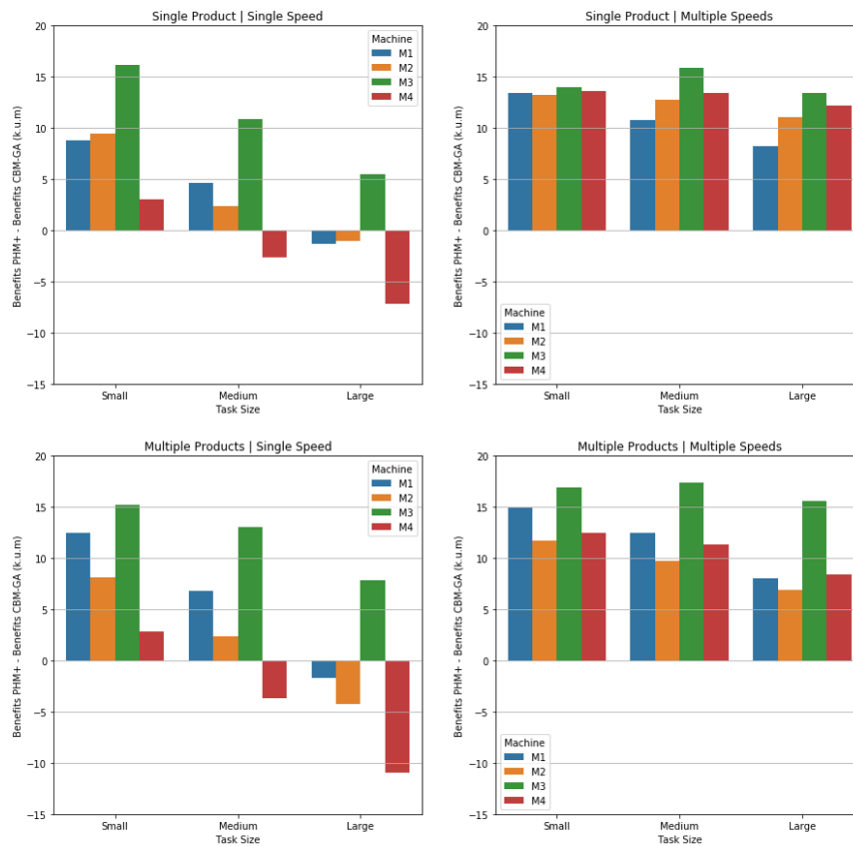 Single Product | Single Speed
20
15
10
5
0
−5
−10
−15
Benefits PHM+ - Benefits CBM-GA (k.u.m)
Machine
M1
M2
M3
M4
Small Medium Large
Task Size
Single Product | Multiple Speeds
20
15
10
5
0
−5
−10
−15
Benefits PHM+ - Benefits CBM-GA (k.u.m)
Machine
M1
M2
M3
M4
Small Medium Large
Task Size
Multiple Products | Single Speed
20
15
10
5
0
−5
−10
−15
Benefits PHM+ - Benefits CBM-GA (k.u.m)
Machine
M1
M2
M3
M4
Small Medium Large
Task Size
Multiple Products | Multiple Speeds
20
15
10
5
0
−5
−10
−15
Benefits PHM+ - Benefits CBM-GA (k.u.m)
Machine
M1
M2
M3
M4
Small Medium Large
Task Size